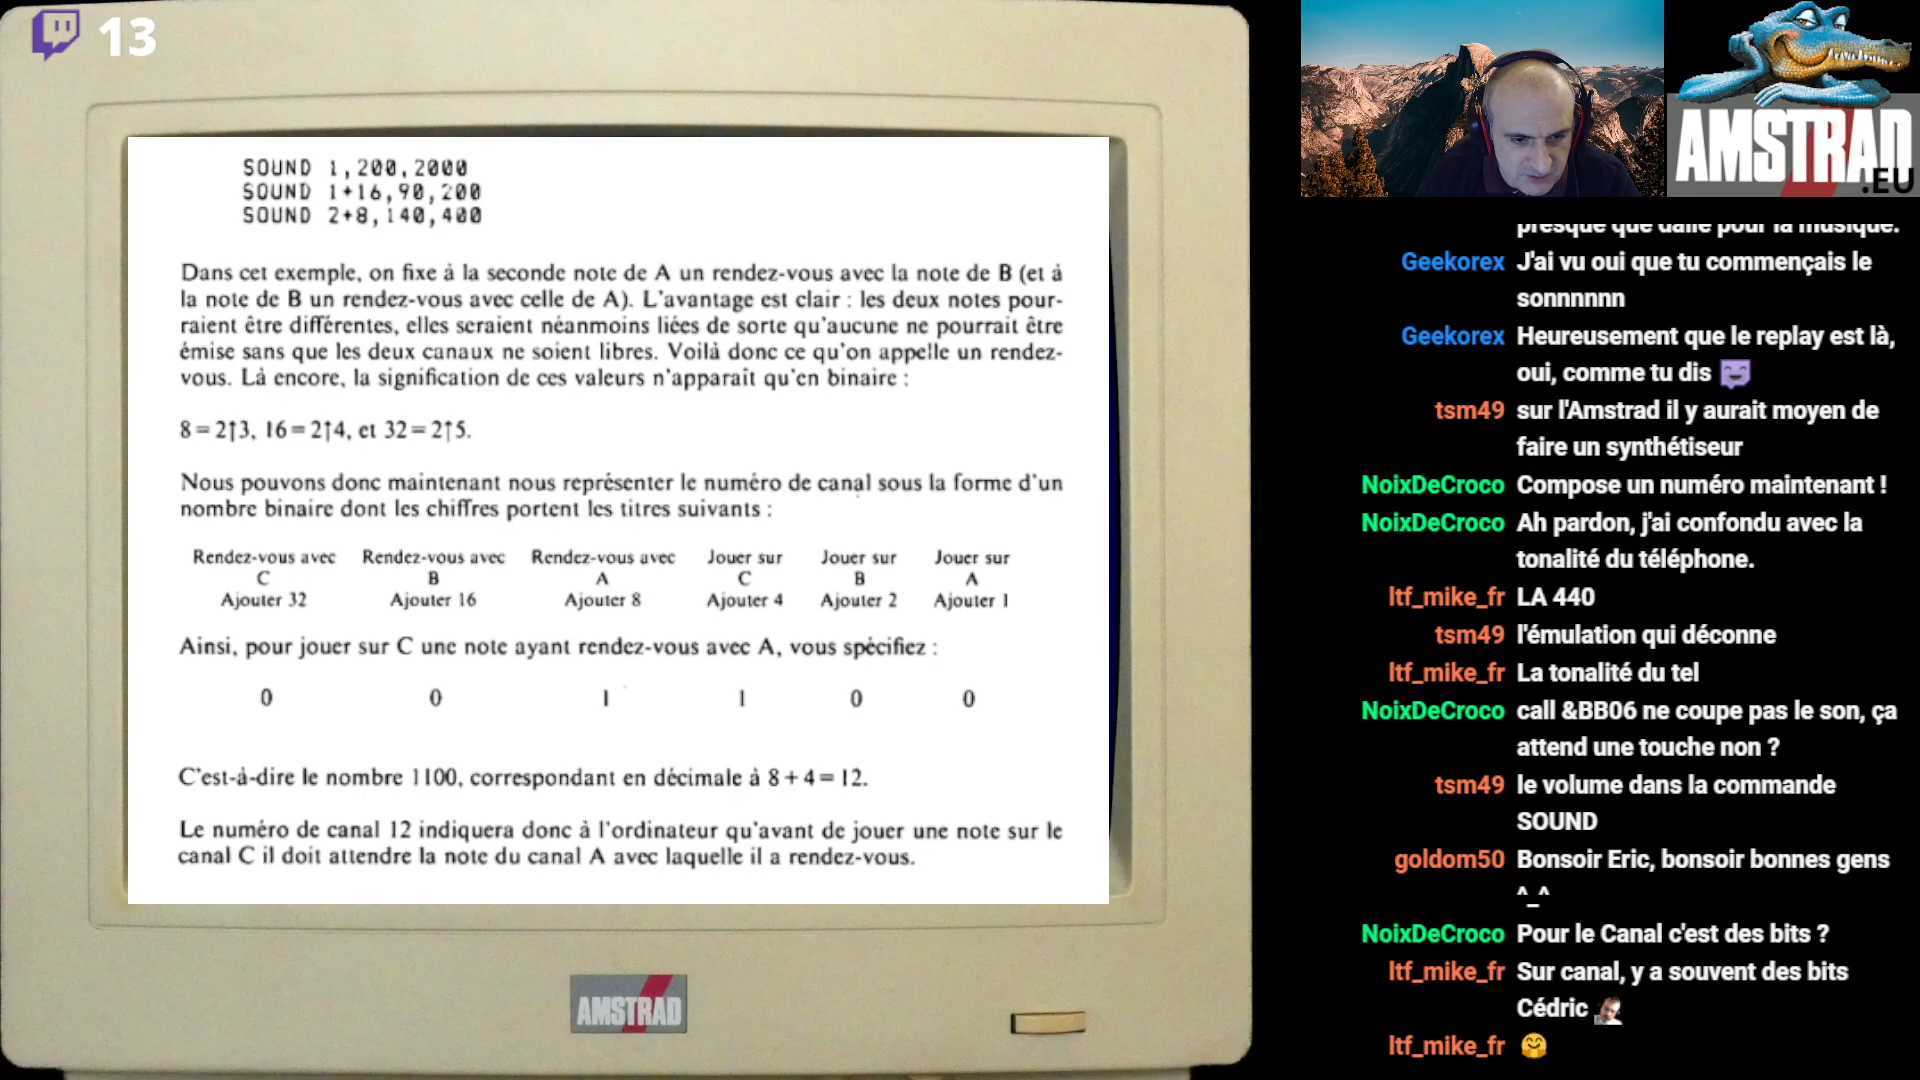 13
SOUND 1,200,2000
SOUND 1+16,90,200
SOUND 2+8,140,400
Dans cet exemple, on fixe à la seconde note de A un rendez-vous avec la note de B (et à
la note de B un rendez-vous avec celle de A). L'avantage est clair : les deux notes pour-
raient être différentes, elles seraient néanmoins liées de sorte qu'aucune ne pourrait être
émise sans que les deux canaux ne soient libres. Voilà donc ce qu'on appelle un rendez-
vous. Là encore, la signification de ces valeurs n'apparaît qu'en binaire :
8=2↑3, 16=2↑4, et 32=2↑5.
Nous pouvons donc maintenant nous représenter le numéro de canal sous la forme d'un
nombre binaire dont les chiffres portent les titres suivants :
Rendez-vous avec Rendez-vous avec Rendez-vous avec Jouer sur Jouer sur Jouer sur
C B A C B A
Ajouter 32 Ajouter 16 Ajouter 8 Ajouter 4 Ajouter 2 Ajouter 1
Ainsi, pour jouer sur C une note ayant rendez-vous avec A, vous spécifiez :
0 0 1 1 0 0
C'est-à-dire le nombre 1100, correspondant en décimale à 8+4=12.
Le numéro de canal 12 indiquera donc à l'ordinateur qu'avant de jouer une note sur le
canal C il doit attendre la note du canal A avec laquelle il a rendez-vous.
AMSTRAD
AMSTRAD
.EU
presque que dalle pour la musique.
Geekorex J'ai vu oui que tu commençais le
sonnnnnn
Geekorex Heureusement que le replay est là,
oui, comme tu dis
tsm49 sur l'Amstrad il y aurait moyen de
faire un synthétiseur
NoixDeCroco Compose un numéro maintenant !
NoixDeCroco Ah pardon, j'ai confondu avec la
tonalité du téléphone.
ltf_mike_fr LA 440
tsm49 l'émulation qui déconne
ltf_mike_fr La tonalité du tel
NoixDeCroco call &BB06 ne coupe pas le son, ça
attend une touche non ?
tsm49 le volume dans la commande
SOUND
goldom50 Bonsoir Eric, bonsoir bonnes gens
^_^
NoixDeCroco Pour le Canal c'est des bits ?
ltf_mike_fr Sur canal, y a souvent des bits
Cédric
ltf_mike_fr